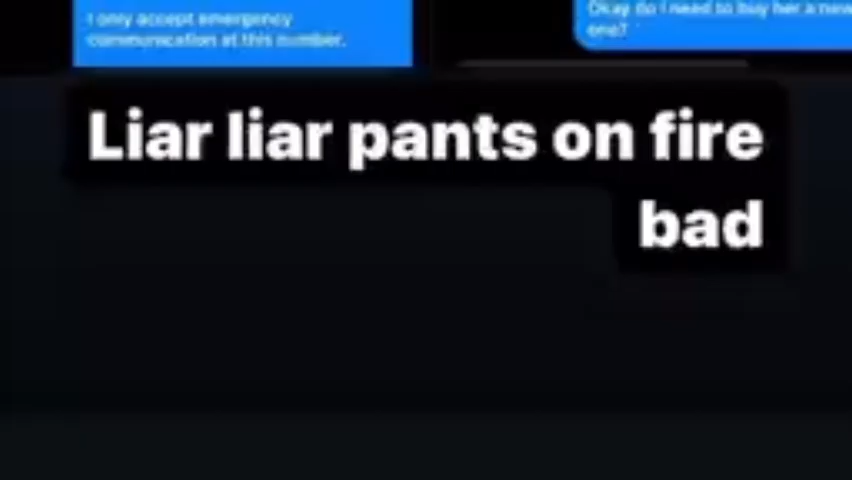 I only accept emergency
communication at this number.
Okay do I need to buy her a new
one?
Liar liar pants on fire
bad